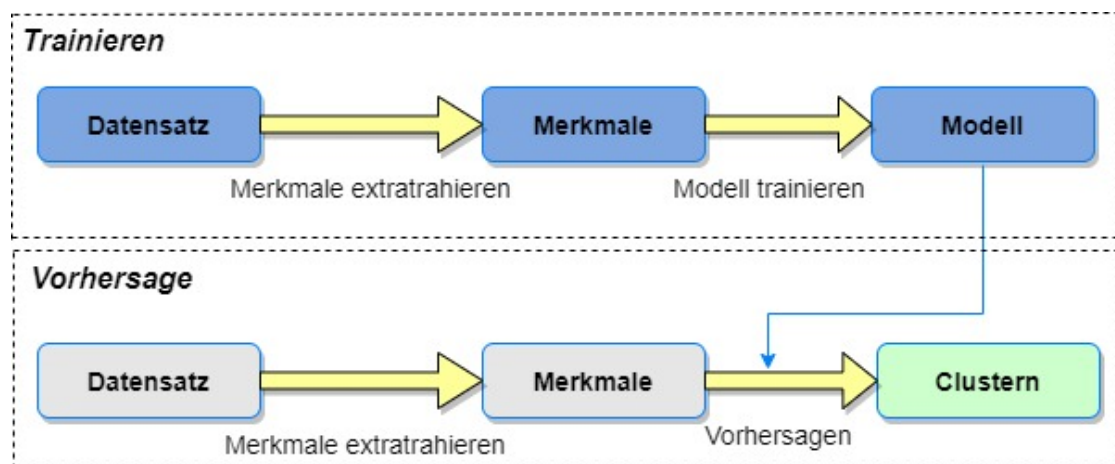 Trainieren
Datensatz
Merkmale
Modell
Merkmale extratrahieren
Modell trainieren
Vorhersage
Datensatz
Merkmale
Clustern
Merkmale extratrahieren
Vorhersagen